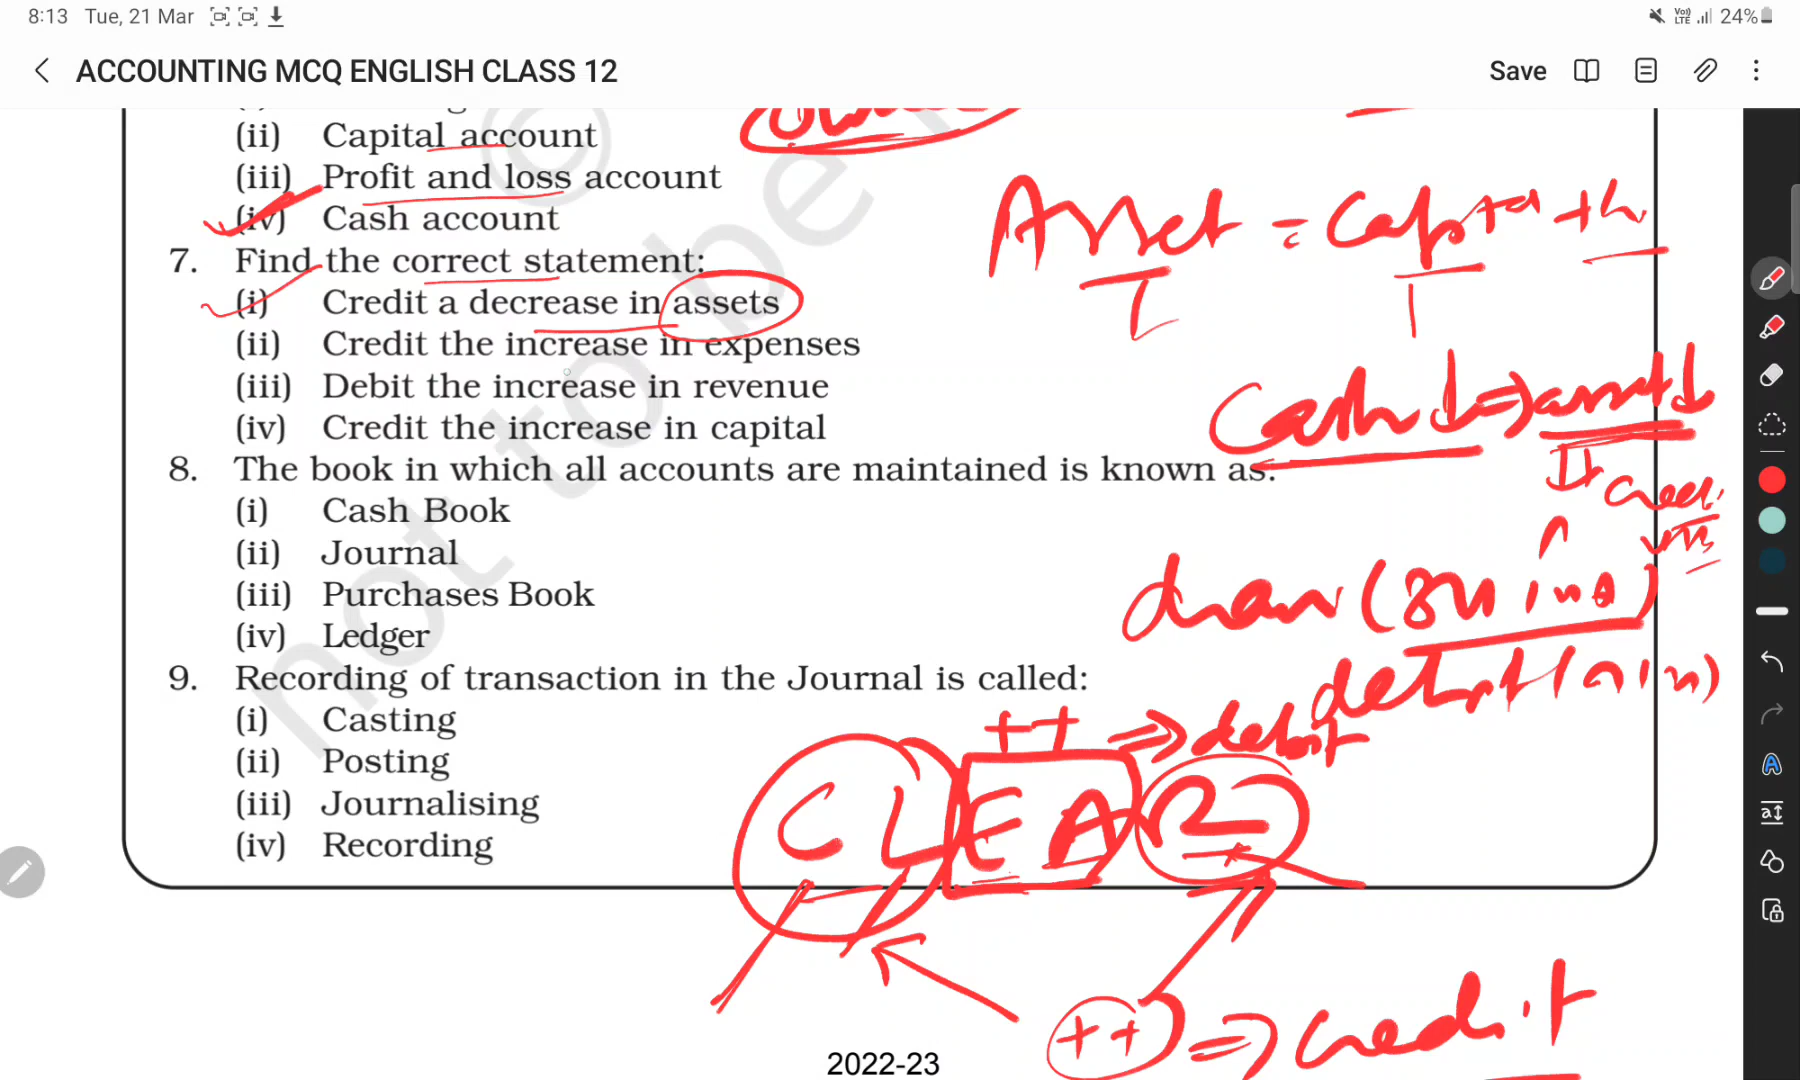 8:13 Tue, 21 Mar 24%
ACCOUNTING MCQ ENGLISH CLASS 12 Save
(ii) Capital account
(iii) Profit and loss account
(iv) Cash account
7. Find the correct statement:
(i) Credit a decrease in assets
(ii) Credit the increase in expenses
(iii) Debit the increase in revenue
(iv) Credit the increase in capital
8. The book in which all accounts are maintained is known as:
(i) Cash Book
(ii) Journal
(iii) Purchases Book
(iv) Ledger
9. Recording of transaction in the Journal is called:
(i) Casting
(ii) Posting
(iii) Journalising
(iv) Recording
2022-23
not to be
Asset = Capital +
Cash ↓ => asset ↓
++ => debit
CLEAR
++ => credit